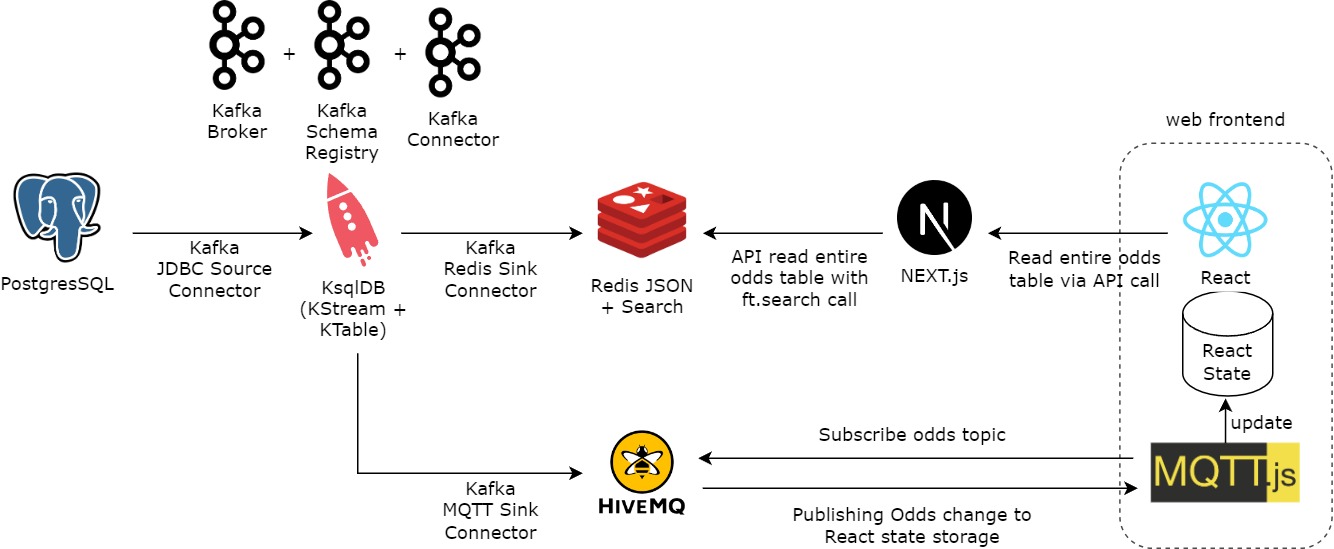 +
+
Kafka
Broker
Kafka
Schema
Registry
Kafka
Connector
web frontend
PostgresSQL
Kafka
JDBC Source
Connector
KsqlDB
(KStream +
KTable)
Kafka
Redis Sink
Connector
Redis JSON
+ Search
API read entire
odds table with
ft.search call
N
NEXT.js
Read entire odds
table via API call
React
React
State
update
MQTT.js
Subscribe odds topic
Publishing Odds change to
React state storage
HIVEMQ
Kafka
MQTT Sink
Connector